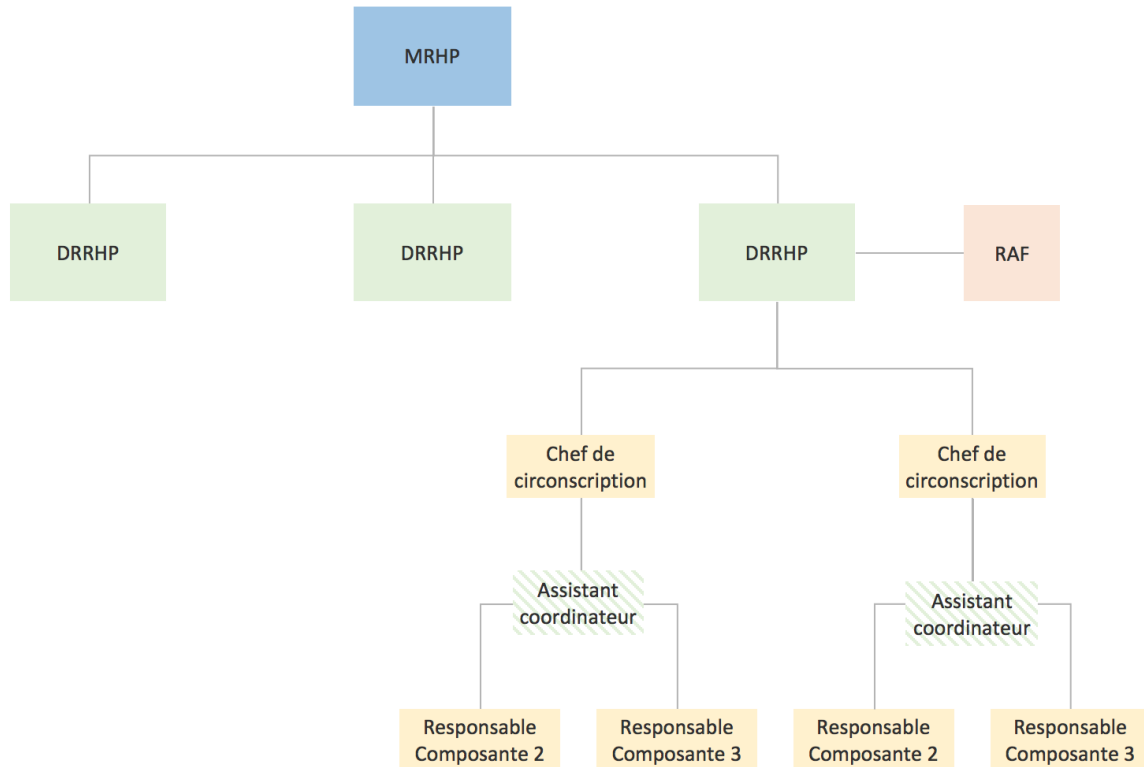 MRHP
DRRHP
DRRHP
DRRHP
RAF
Chef de
circonscription
Chef de
circonscription
Assistant
coordinateur
Assistant
coordinateur
Responsable
Composante 2
Responsable
Composante 3
Responsable
Composante 2
Responsable
Composante 3